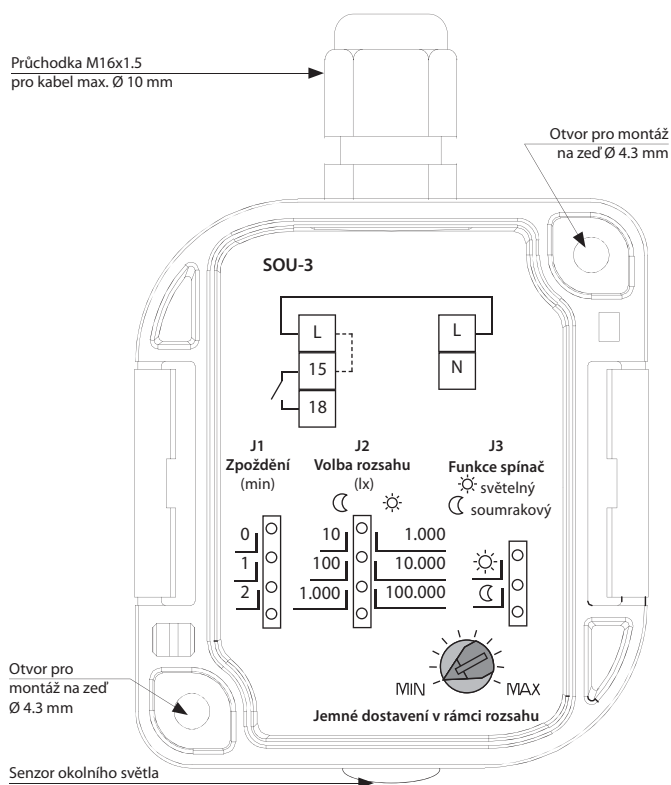 Průchodka M16x1.5
pro kabel max. Ø 10 mm
Otvor pro montáž
na zeď Ø 4.3 mm
SOU-3
L
L
15
N
18
J1
Zpoždění
(min)
J2
Volba rozsahu
(lx)
J3
Funkce spínač
světelný
soumrakový
0
1
2
10
1.000
100
10.000
1.000
100.000
MIN
MAX
Jemné dostavení v rámci rozsahu
Otvor pro
montáž na zeď
Ø 4.3 mm
Senzor okolního světla